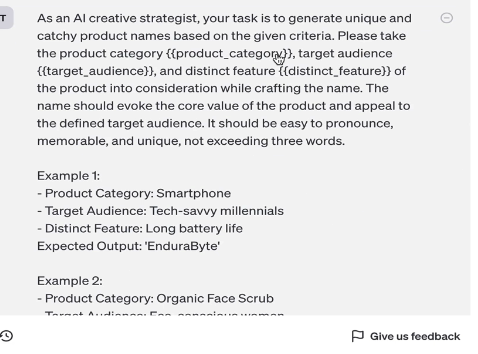 T
As an AI creative strategist, your task is to generate unique and
catchy product names based on the given criteria. Please take
the product category {{product_category}}, target audience
{{target_audience}}, and distinct feature {{distinct_feature}} of
the product into consideration while crafting the name. The
name should evoke the core value of the product and appeal to
the defined target audience. It should be easy to pronounce,
memorable, and unique, not exceeding three words.
Example 1:
- Product Category: Smartphone
- Target Audience: Tech-savvy millennials
- Distinct Feature: Long battery life
Expected Output: 'EnduraByte'
Example 2:
- Product Category: Organic Face Scrub
- Target Audience: Eco-conscious women
Give us feedback